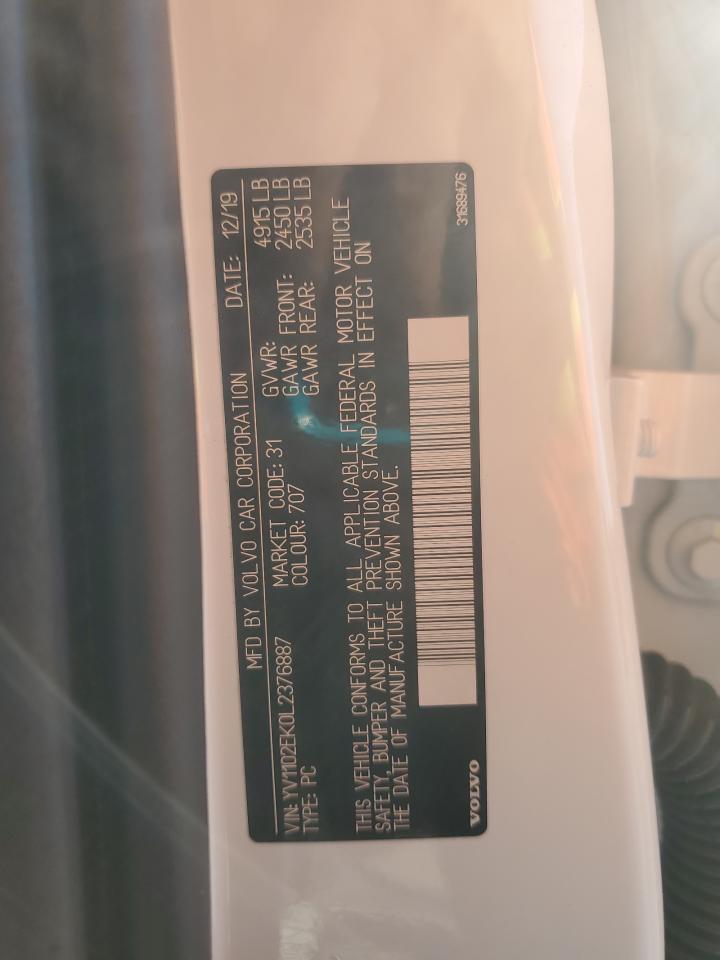 MFD BY VOLVO CAR CORPORATION DATE: 12/19
VIN: YV1102EK0L2376887 MARKET CODE: 31 GVWR: 4915 LB
TYPE: PC COLOUR: 707 GAWR FRONT: 2450 LB
GAWR REAR: 2535 LB
THIS VEHICLE CONFORMS TO ALL APPLICABLE FEDERAL MOTOR VEHICLE
SAFETY, BUMPER AND THEFT PREVENTION STANDARDS IN EFFECT ON
THE DATE OF MANUFACTURE SHOWN ABOVE.
VOLVO 31689476